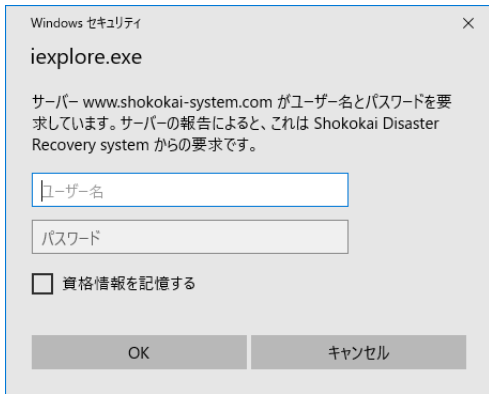 Windows セキュリティ
iexplore.exe
サーバー www.shokokai-system.com がユーザー名とパスワードを要
求しています。サーバーの報告によると、これは Shokokai Disaster
Recovery system からの要求です。
ユーザー名
パスワード
資格情報を記憶する
OK
キャンセル